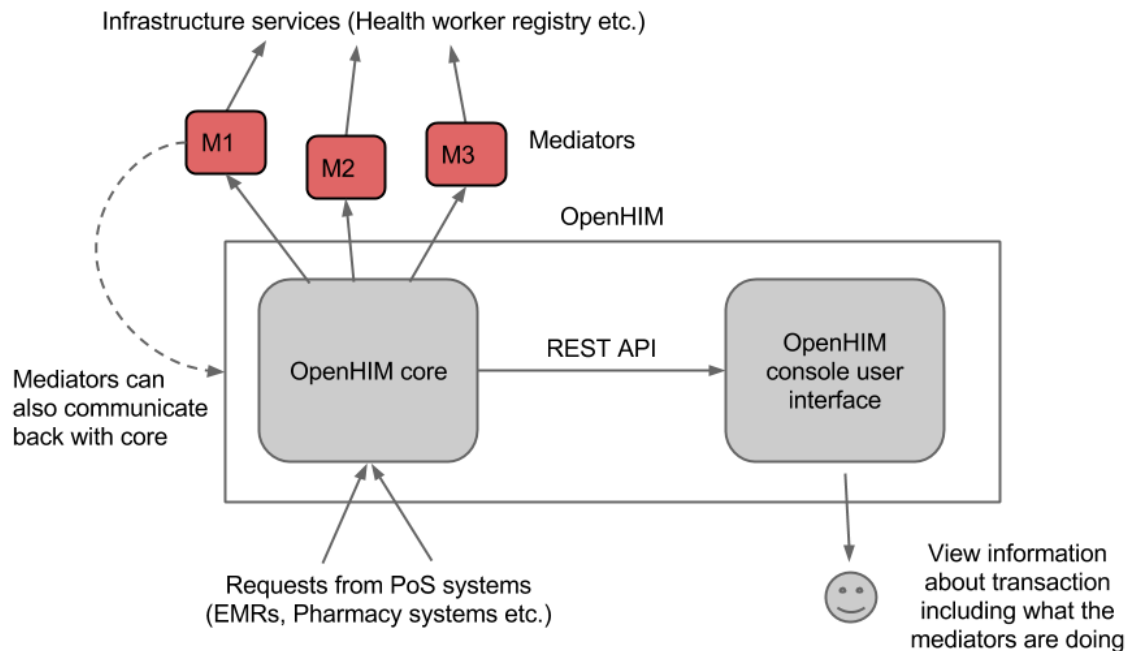 Infrastructure services (Health worker registry etc.)
M1
M2
M3
Mediators
OpenHIM
OpenHIM core
REST API
OpenHIM
console user
interface
Mediators can
also communicate
back with core
Requests from PoS systems
(EMRs, Pharmacy systems etc.)
View information
about transaction
including what the
mediators are doing